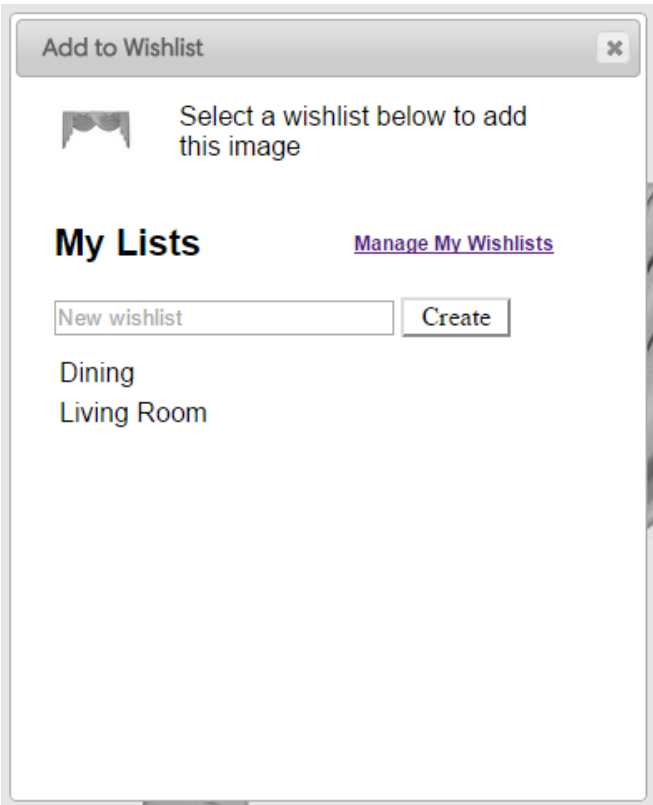 Add to Wishlist
Select a wishlist below to add
this image
My Lists
Manage My Wishlists
New wishlist
Create
Dining
Living Room